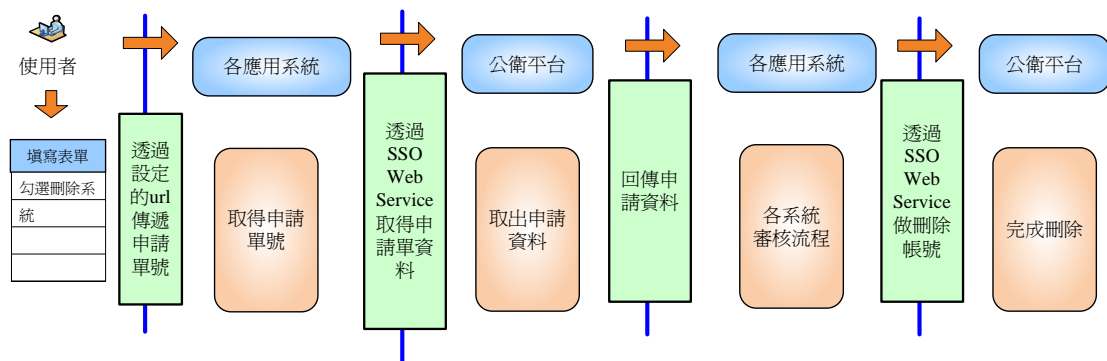 使用者
填寫表單
勾選刪除系
統
透過
設定
的url
傳遞
申請
單號
各應用系統
取得申請
單號
透過
SSO
Web
Service
取得申
請單資
料
公衛平台
取出申請
資料
回傳申
請資料
各應用系統
各系統
審核流程
透過
SSO
Web
Service
做刪除
帳號
公衛平台
完成刪除